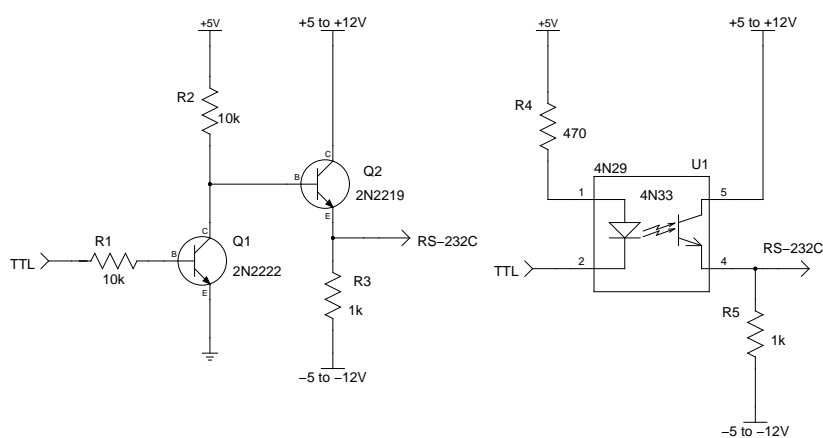 +5V
+5 to +12V
R2
10k
C
B
Q2
2N2219
E
R1
10k
TTL
C
B
Q1
2N2222
E
RS−232C
R3
1k
−5 to −12V
+5V
+5 to +12V
R4
470
4N29
U1
1
4N33
5
2
4
TTL
RS−232C
R5
1k
−5 to −12V